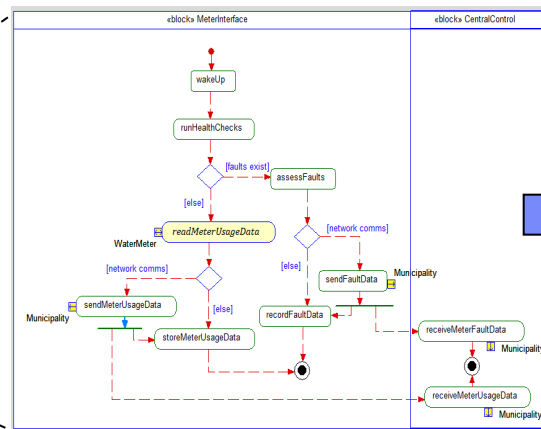 «block» MeterInterface
«block» CentralControl
wakeUp
runHealthChecks
[faults exist]
assessFaults
[else]
readMeterUsageData
WaterMeter
[network comms]
[network comms]
[else]
sendFaultData
Municipality
sendMeterUsageData
Municipality
[else]
recordFaultData
storeMeterUsageData
receiveMeterFaultData
Municipality
receiveMeterUsageData
Municipality